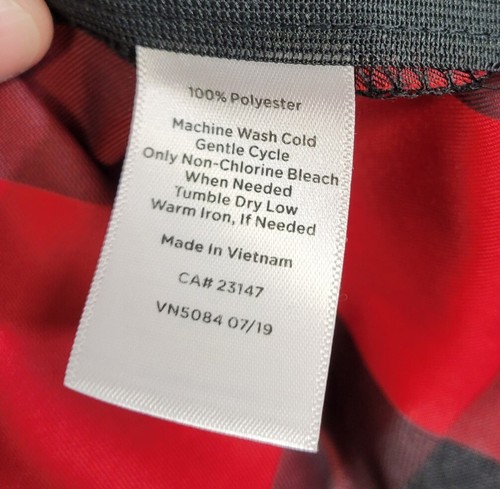 100% Polyester
Machine Wash Cold
Gentle Cycle
Only Non-Chlorine Bleach
When Needed
Tumble Dry Low
Warm Iron, If Needed
Made In Vietnam
CA# 23147
VN5084 07/19